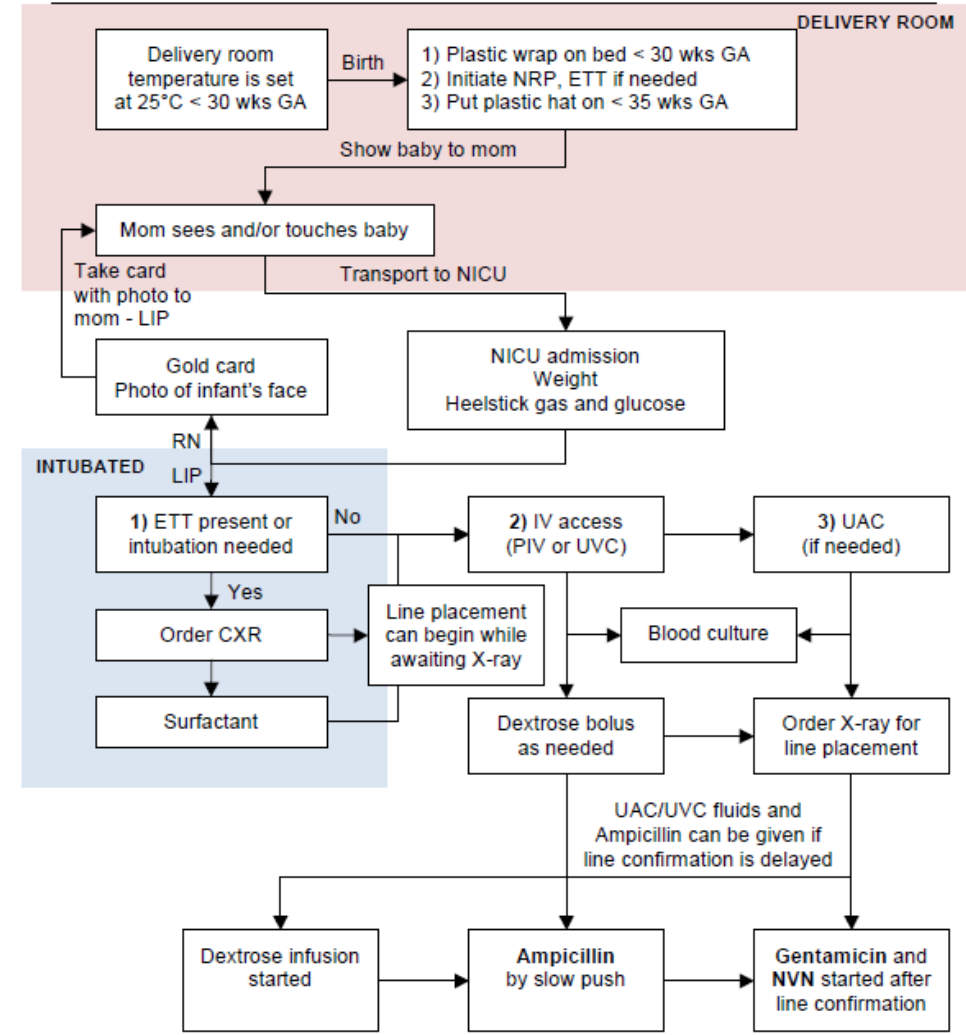 DELIVERY ROOM
Delivery room
temperature is set
at 25°C < 30 wks GA
Birth
1) Plastic wrap on bed < 30 wks GA
2) Initiate NRP, ETT if needed
3) Put plastic hat on < 35 wks GA
Show baby to mom
Mom sees and/or touches baby
Take card
with photo to
mom - LIP
Transport to NICU
Gold card
Photo of infant's face
NICU admission
Weight
Heelstick gas and glucose
RN
INTUBATED
LIP
1) ETT present or
intubation needed
No
2) IV access
(PIV or UVC)
3) UAC
(if needed)
Yes
Order CXR
Line placement
can begin while
awaiting X-ray
Blood culture
Surfactant
Dextrose bolus
as needed
Order X-ray for
line placement
UAC/UVC fluids and
Ampicillin can be given if
line confirmation is delayed
Dextrose infusion
started
Ampicillin
by slow push
Gentamicin and
NVN started after
line confirmation